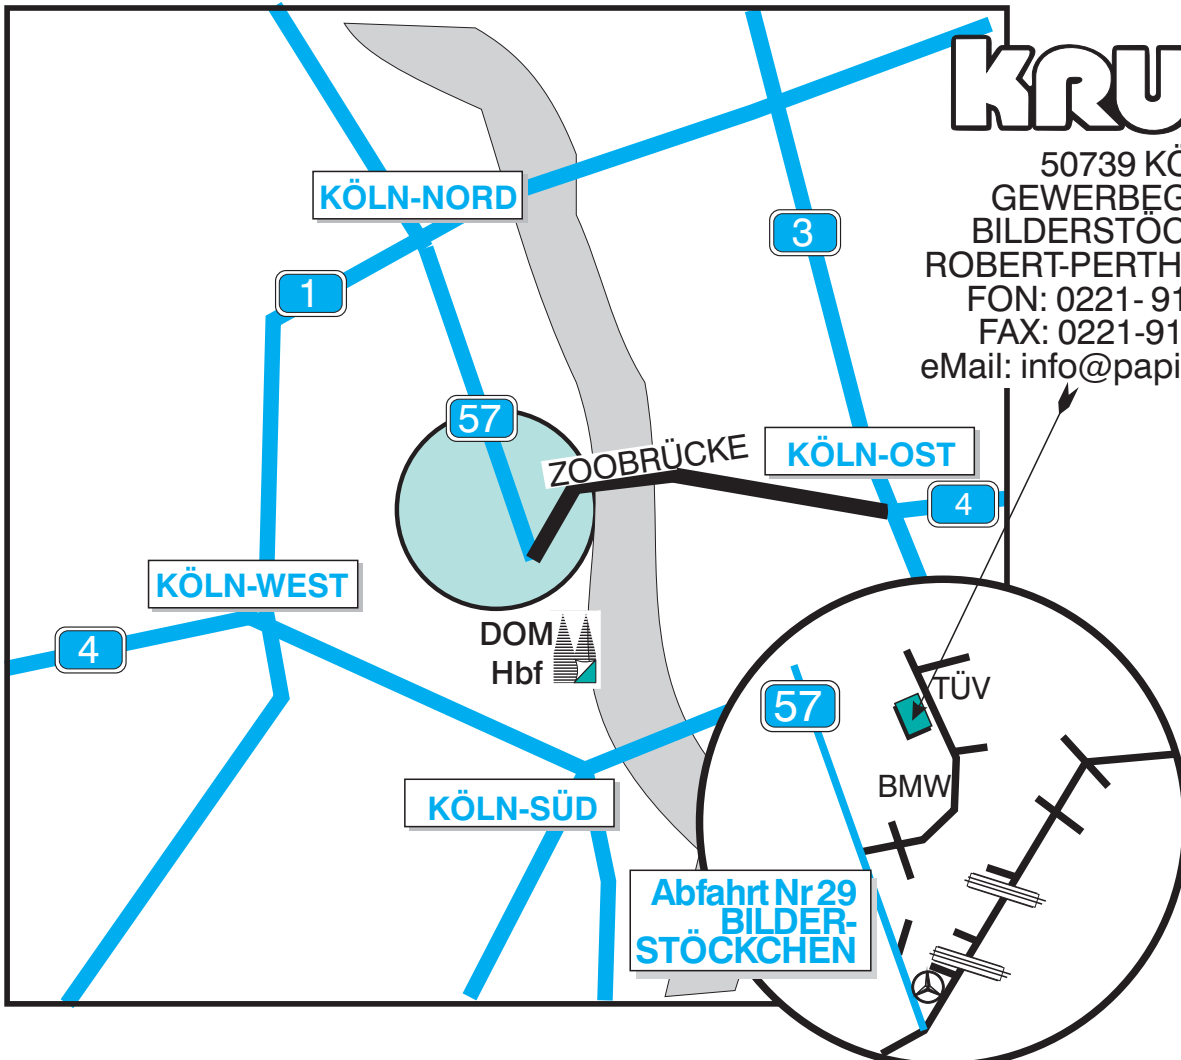 KRU
50739 KÖ
GEWERBEG
BILDERSTÖC
ROBERT-PERTH
FON: 0221- 91
FAX: 0221-91
eMail: info@papi
KÖLN-NORD
3
1
57
ZOOBRÜCKE
KÖLN-OST
4
KÖLN-WEST
4
DOM
Hbf
57
TÜV
BMW
KÖLN-SÜD
Abfahrt Nr 29
BILDER-
STÖCKCHEN